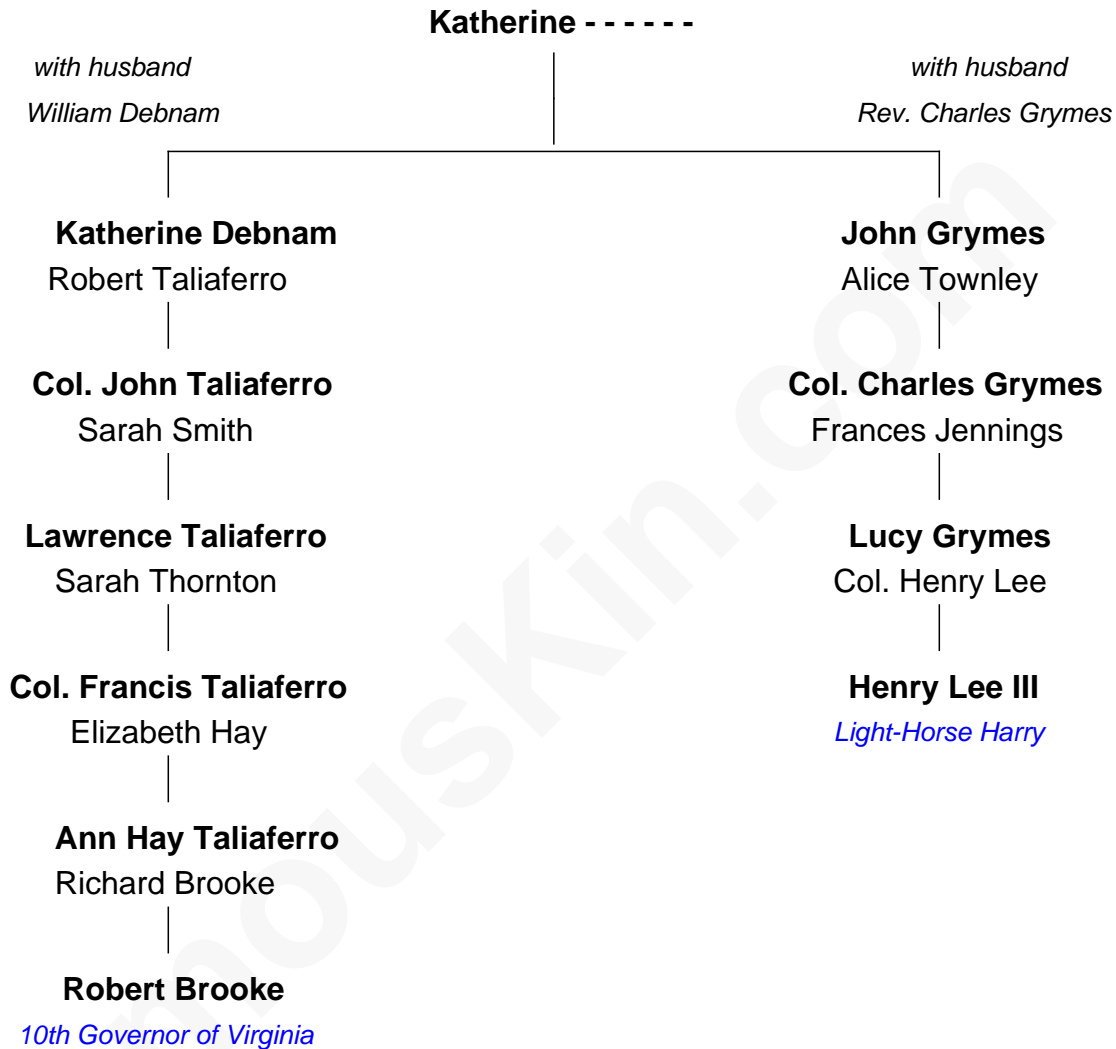 Katherine - - - - - -
with husband
William Debnam
with husband
Rev. Charles Grymes
Katherine Debnam
Robert Taliaferro
John Grymes
Alice Townley
Col. John Taliaferro
Sarah Smith
Col. Charles Grymes
Frances Jennings
Lawrence Taliaferro
Sarah Thornton
Lucy Grymes
Col. Henry Lee
Col. Francis Taliaferro
Elizabeth Hay
Henry Lee III
Light-Horse Harry
Ann Hay Taliaferro
Richard Brooke
Robert Brooke
10th Governor of Virginia
mouskin.com